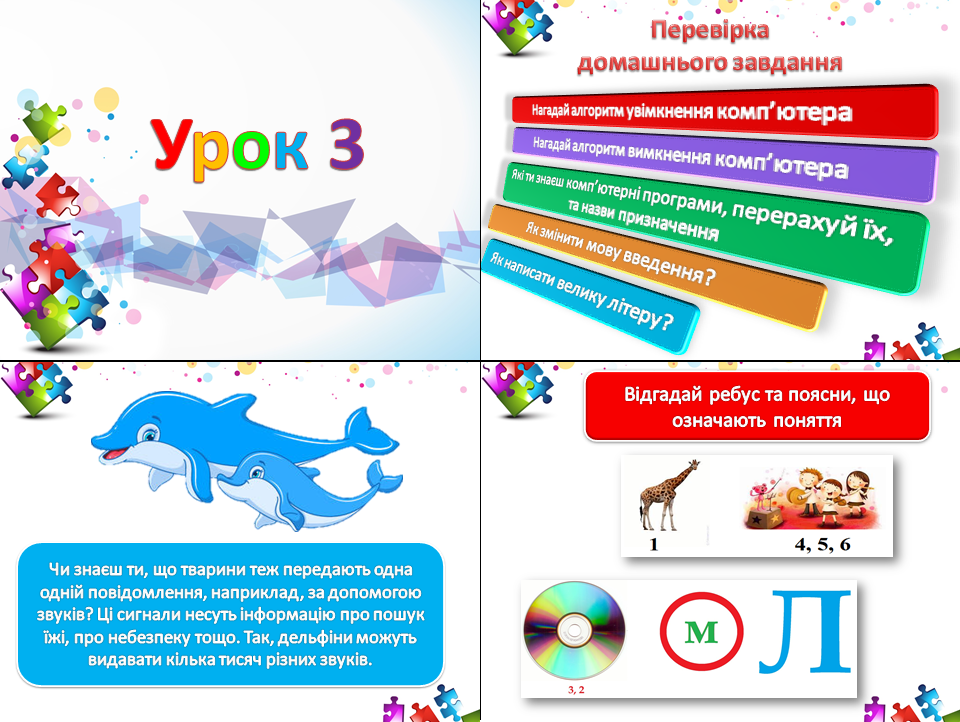 Урок 3
Перевірка
домашнього завдання
Нагадай алгоритм увімкнення комп’ютера
Нагадай алгоритм вимкнення комп’ютера
Які ти знаєш комп’ютерні програми, перерахуй їх,
та назви призначення
Як змінити мову введення?
Як написати велику літеру?
Чи знаєш ти, що тварини теж передають одна
одній повідомлення, наприклад, за допомогою
звуків? Ці сигнали несуть інформацію про пошук
їжі, про небезпеку тощо. Так, дельфіни можуть
видавати кілька тисяч різних звуків.
Відгадай ребус та поясни, що
означають поняття
1
4, 5, 6
м
Л
3, 2